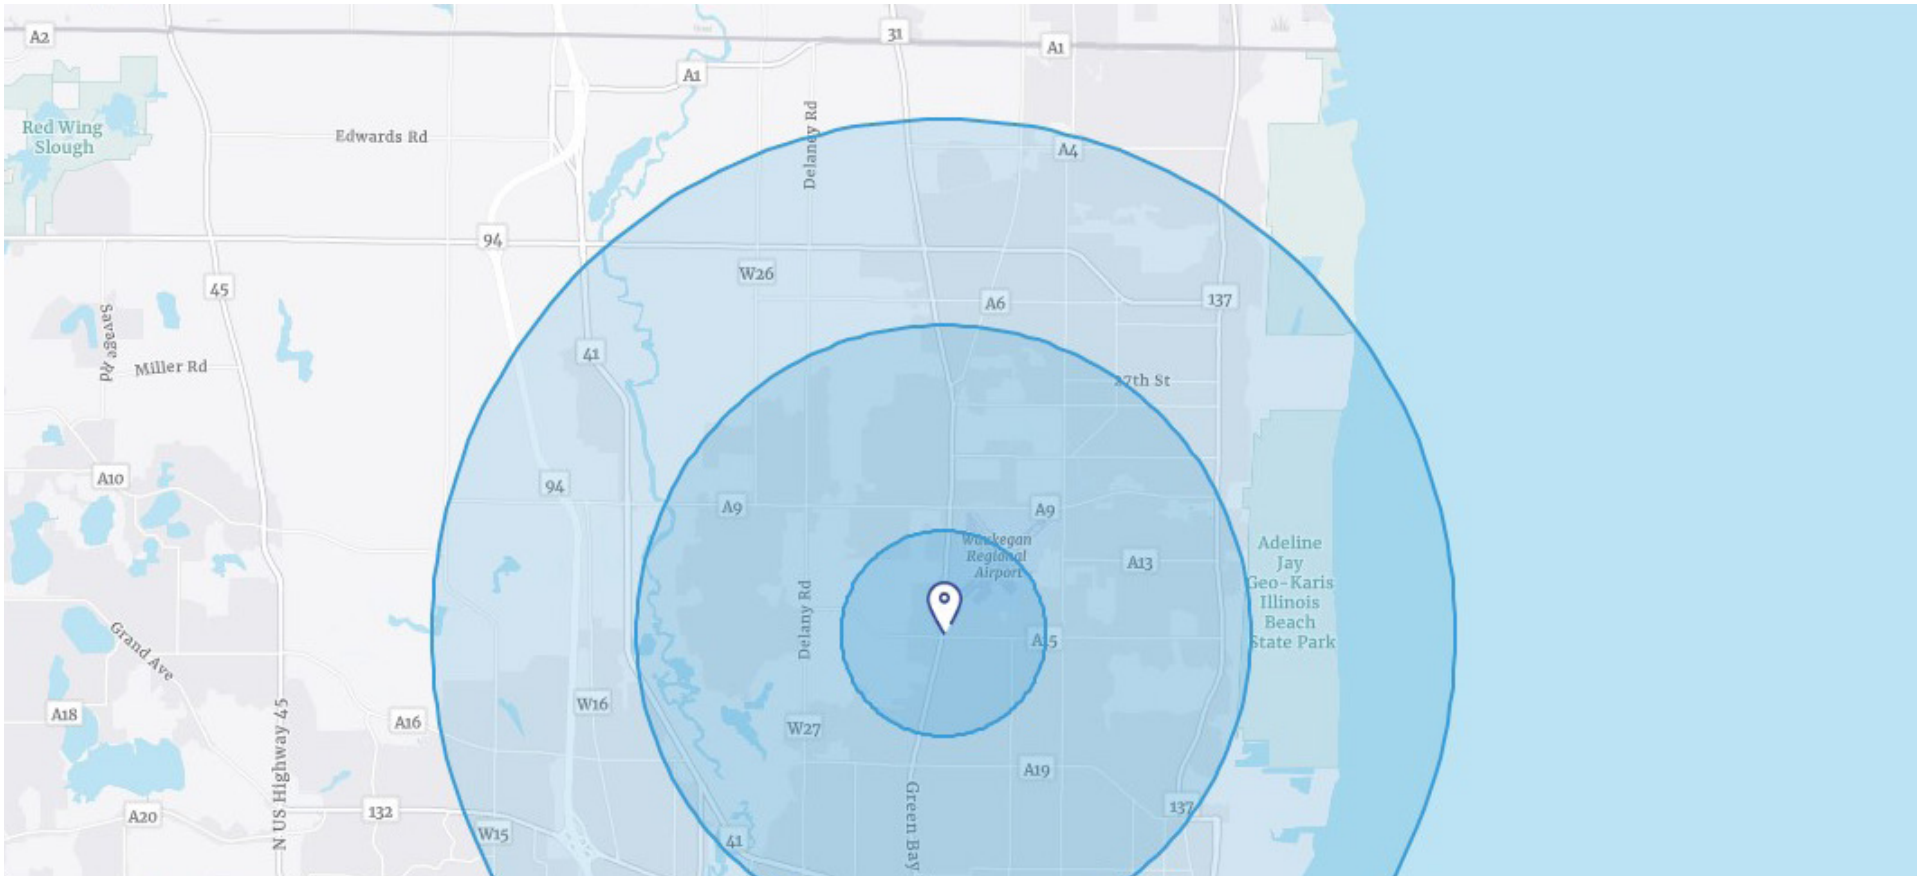 31
A2
A1
A1
Delaney Rd
Red Wing
Slough
Edwards Rd
A4
94
W26
45
A6
137
Savage Rd
41
Miller Rd
27th St
A10
94
A9
A9
Waukegan
Regional
Airport
A13
Adeline
Jay
Geo-Karis
Illinois
Beach
State Park
Delany Rd
A15
Grand Ave
W16
A18
A16
W27
N US Highway 45
A19
Green Bay
137
132
A20
W15
41